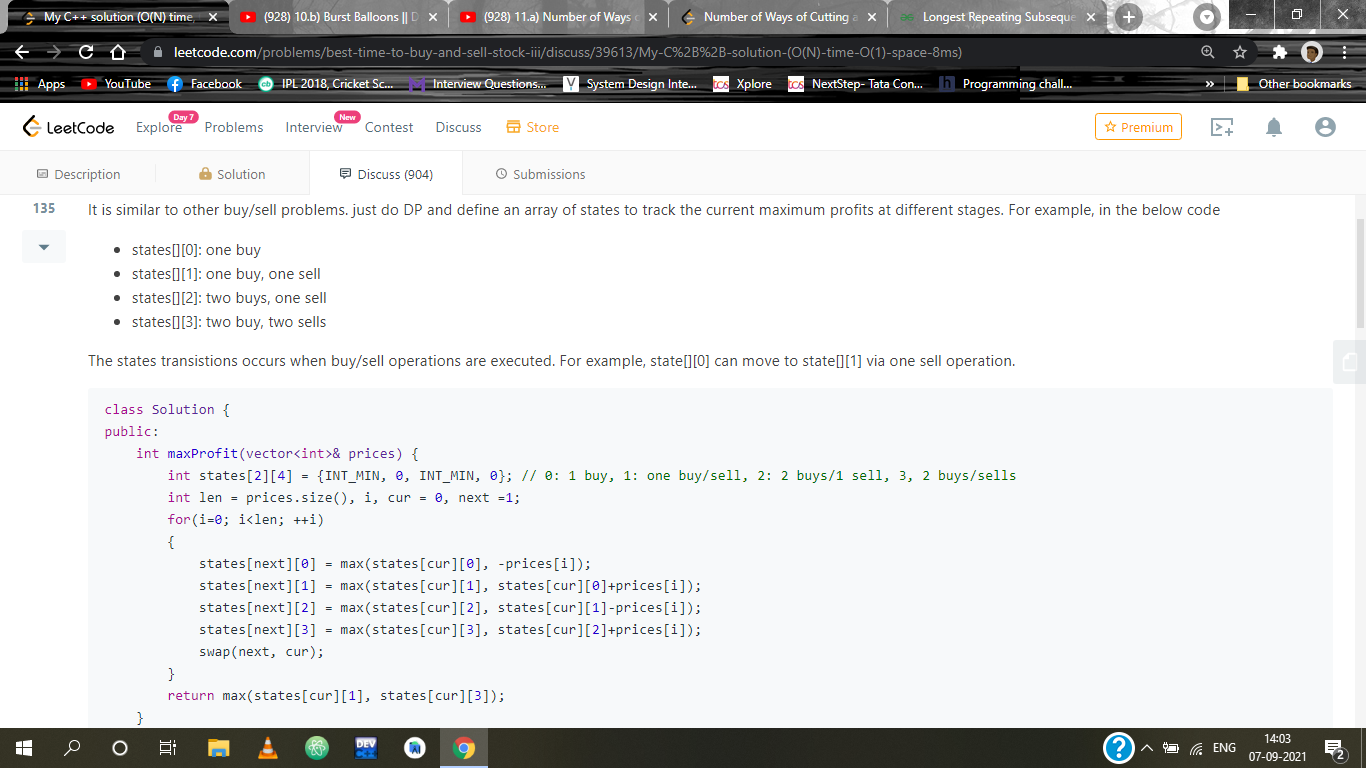 My C++ solution (O(N) time,
(928) 10.b) Burst Balloons || D
(928) 11.a) Number of Ways
Number of Ways of Cutting a
Longest Repeating Subseque
leetcode.com/problems/best-time-to-buy-and-sell-stock-iii/discuss/39613/My-C%2B%2B-solution-(O(N)-time-O(1)-space-8ms)
Apps YouTube Facebook IPL 2018, Cricket Sc... Interview Questions... System Design Inte... Xplore NextStep- Tata Con... Programming chall... » Other bookmarks
LeetCode Explore Day 7 Problems Interview New Contest Discuss Store Premium
Description Solution Discuss (904) Submissions
135
It is similar to other buy/sell problems. just do DP and define an array of states to track the current maximum profits at different stages. For example, in the below code
• states[][0]: one buy
• states[][1]: one buy, one sell
• states[][2]: two buys, one sell
• states[][3]: two buy, two sells
The states transistions occurs when buy/sell operations are executed. For example, state[][0] can move to state[][1] via one sell operation.
class Solution {
public:
    int maxProfit(vector<int>& prices) {
        int states[2][4] = {INT_MIN, 0, INT_MIN, 0}; // 0: 1 buy, 1: one buy/sell, 2: 2 buys/1 sell, 3, 2 buys/sells
        int len = prices.size(), i, cur = 0, next =1;
        for(i=0; i<len; ++i)
        {
            states[next][0] = max(states[cur][0], -prices[i]);
            states[next][1] = max(states[cur][1], states[cur][0]+prices[i]);
            states[next][2] = max(states[cur][2], states[cur][1]-prices[i]);
            states[next][3] = max(states[cur][3], states[cur][2]+prices[i]);
            swap(next, cur);
        }
        return max(states[cur][1], states[cur][3]);
    }
DEV
ENG
14:03
07-09-2021
2